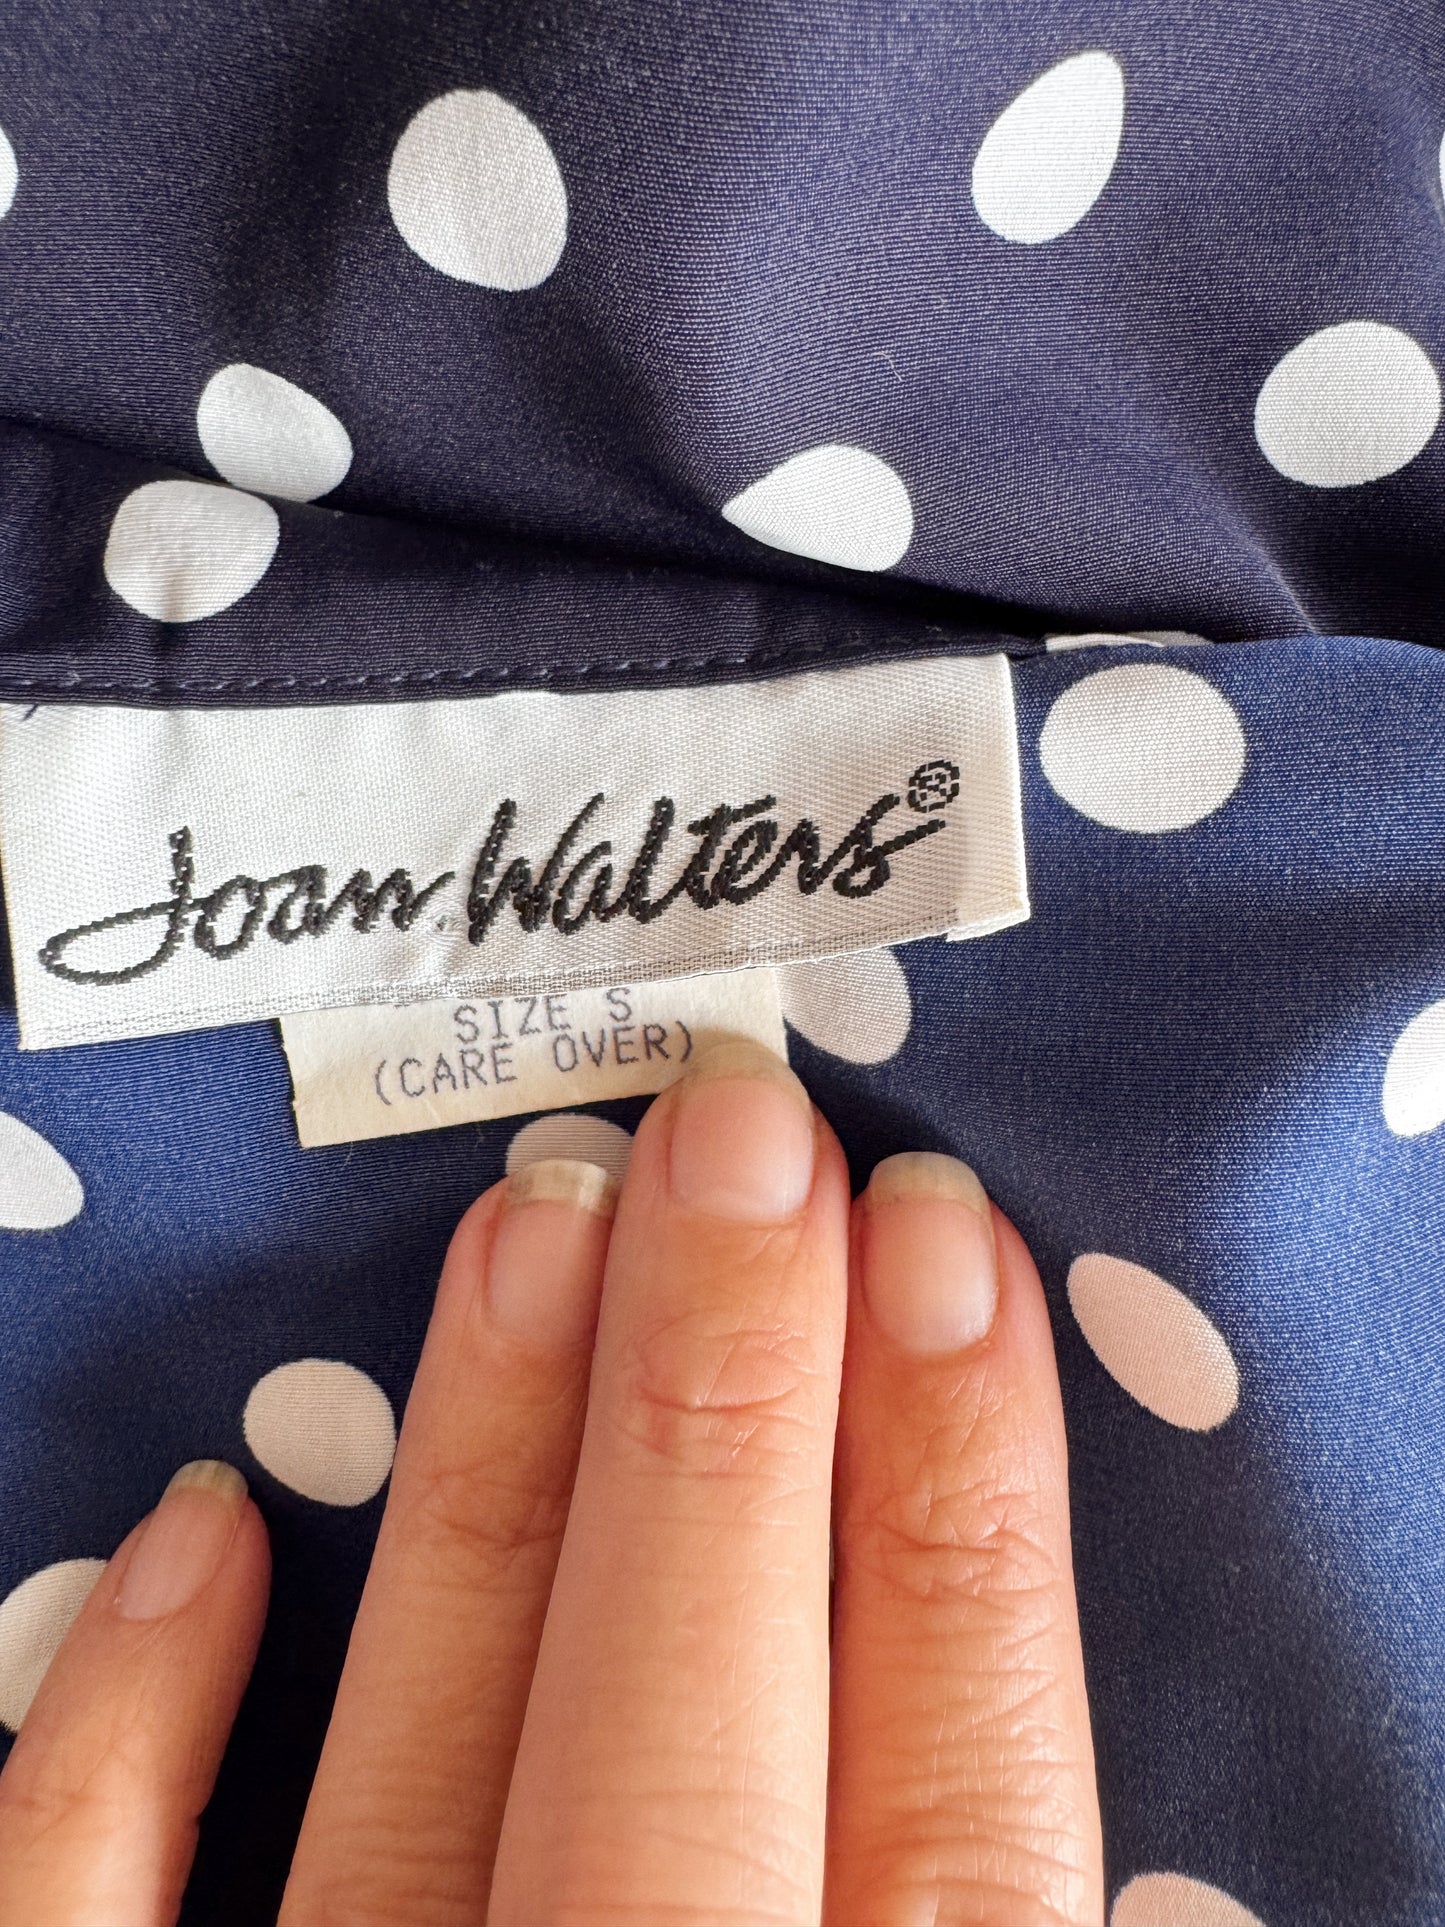 Joan Walters®
SIZE S
(CARE OVER)